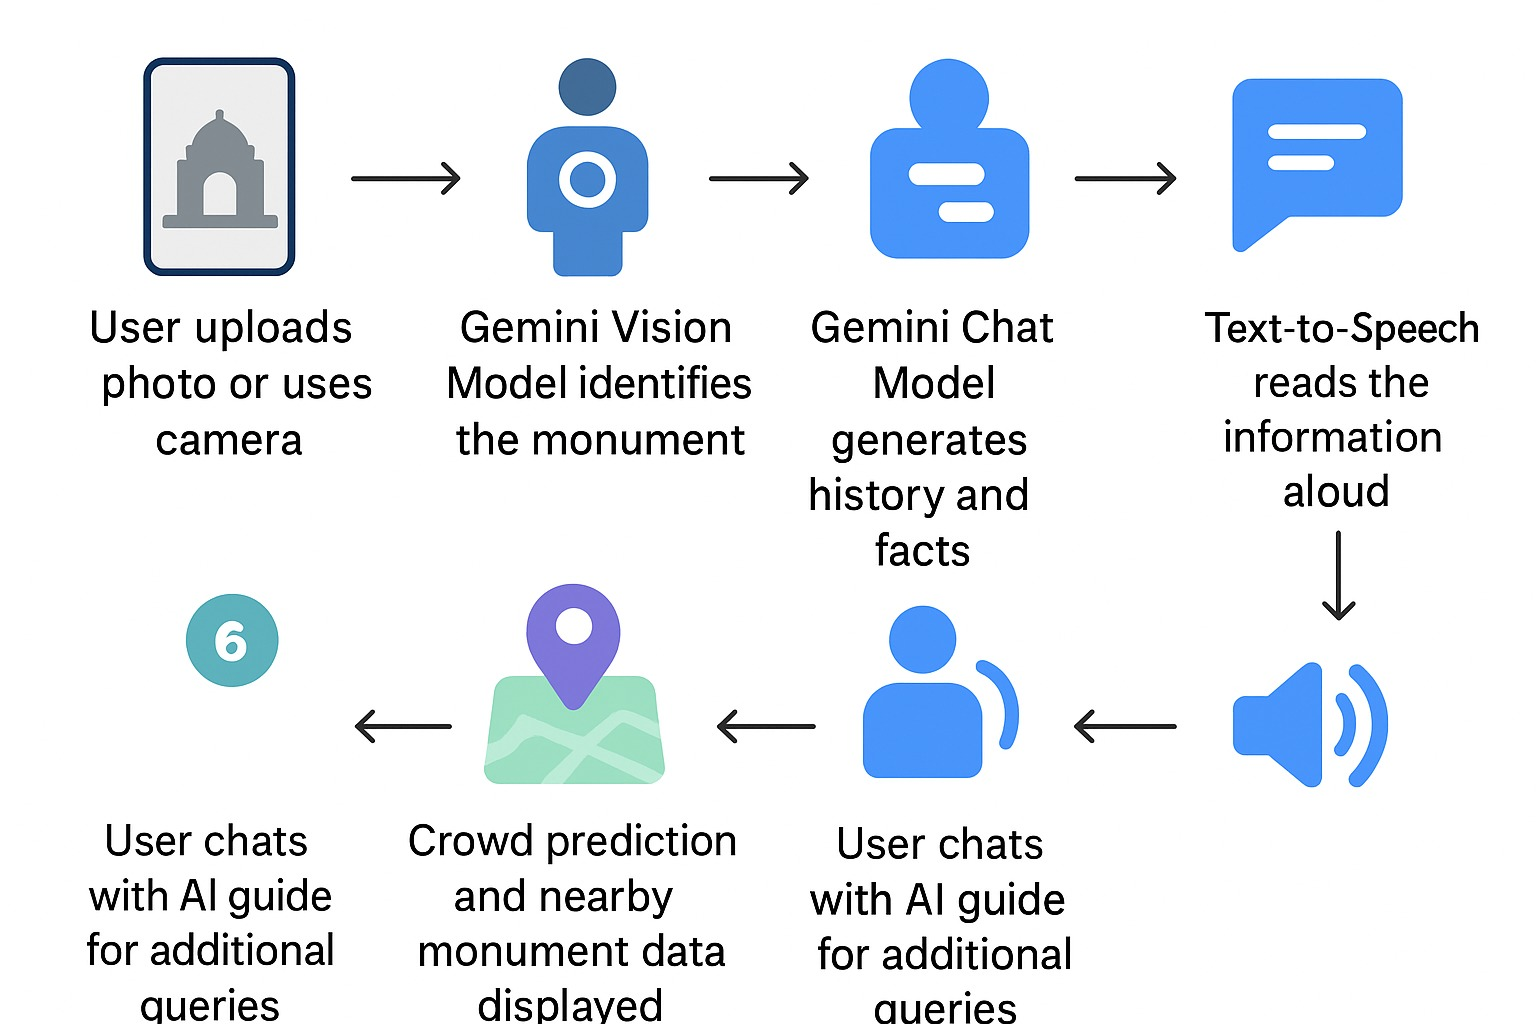 User uploads
photo or uses
camera
Gemini Vision
Model identifies
the monument
Gemini Chat
Model
generates
history and
facts
Text-to-Speech
reads the
information
aloud
6
User chats
with AI guide
for additional
queries
Crowd prediction
and nearby
monument data
displayed
User chats
with AI guide
for additional
queries